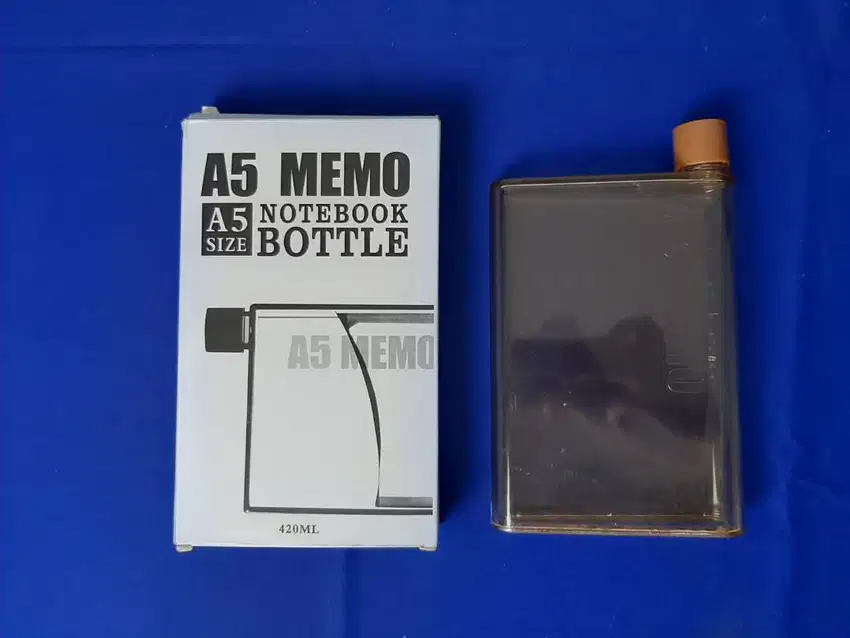 A5 MEMO
A5 NOTEBOOK
SIZE BOTTLE
A5 MEMO
420ML